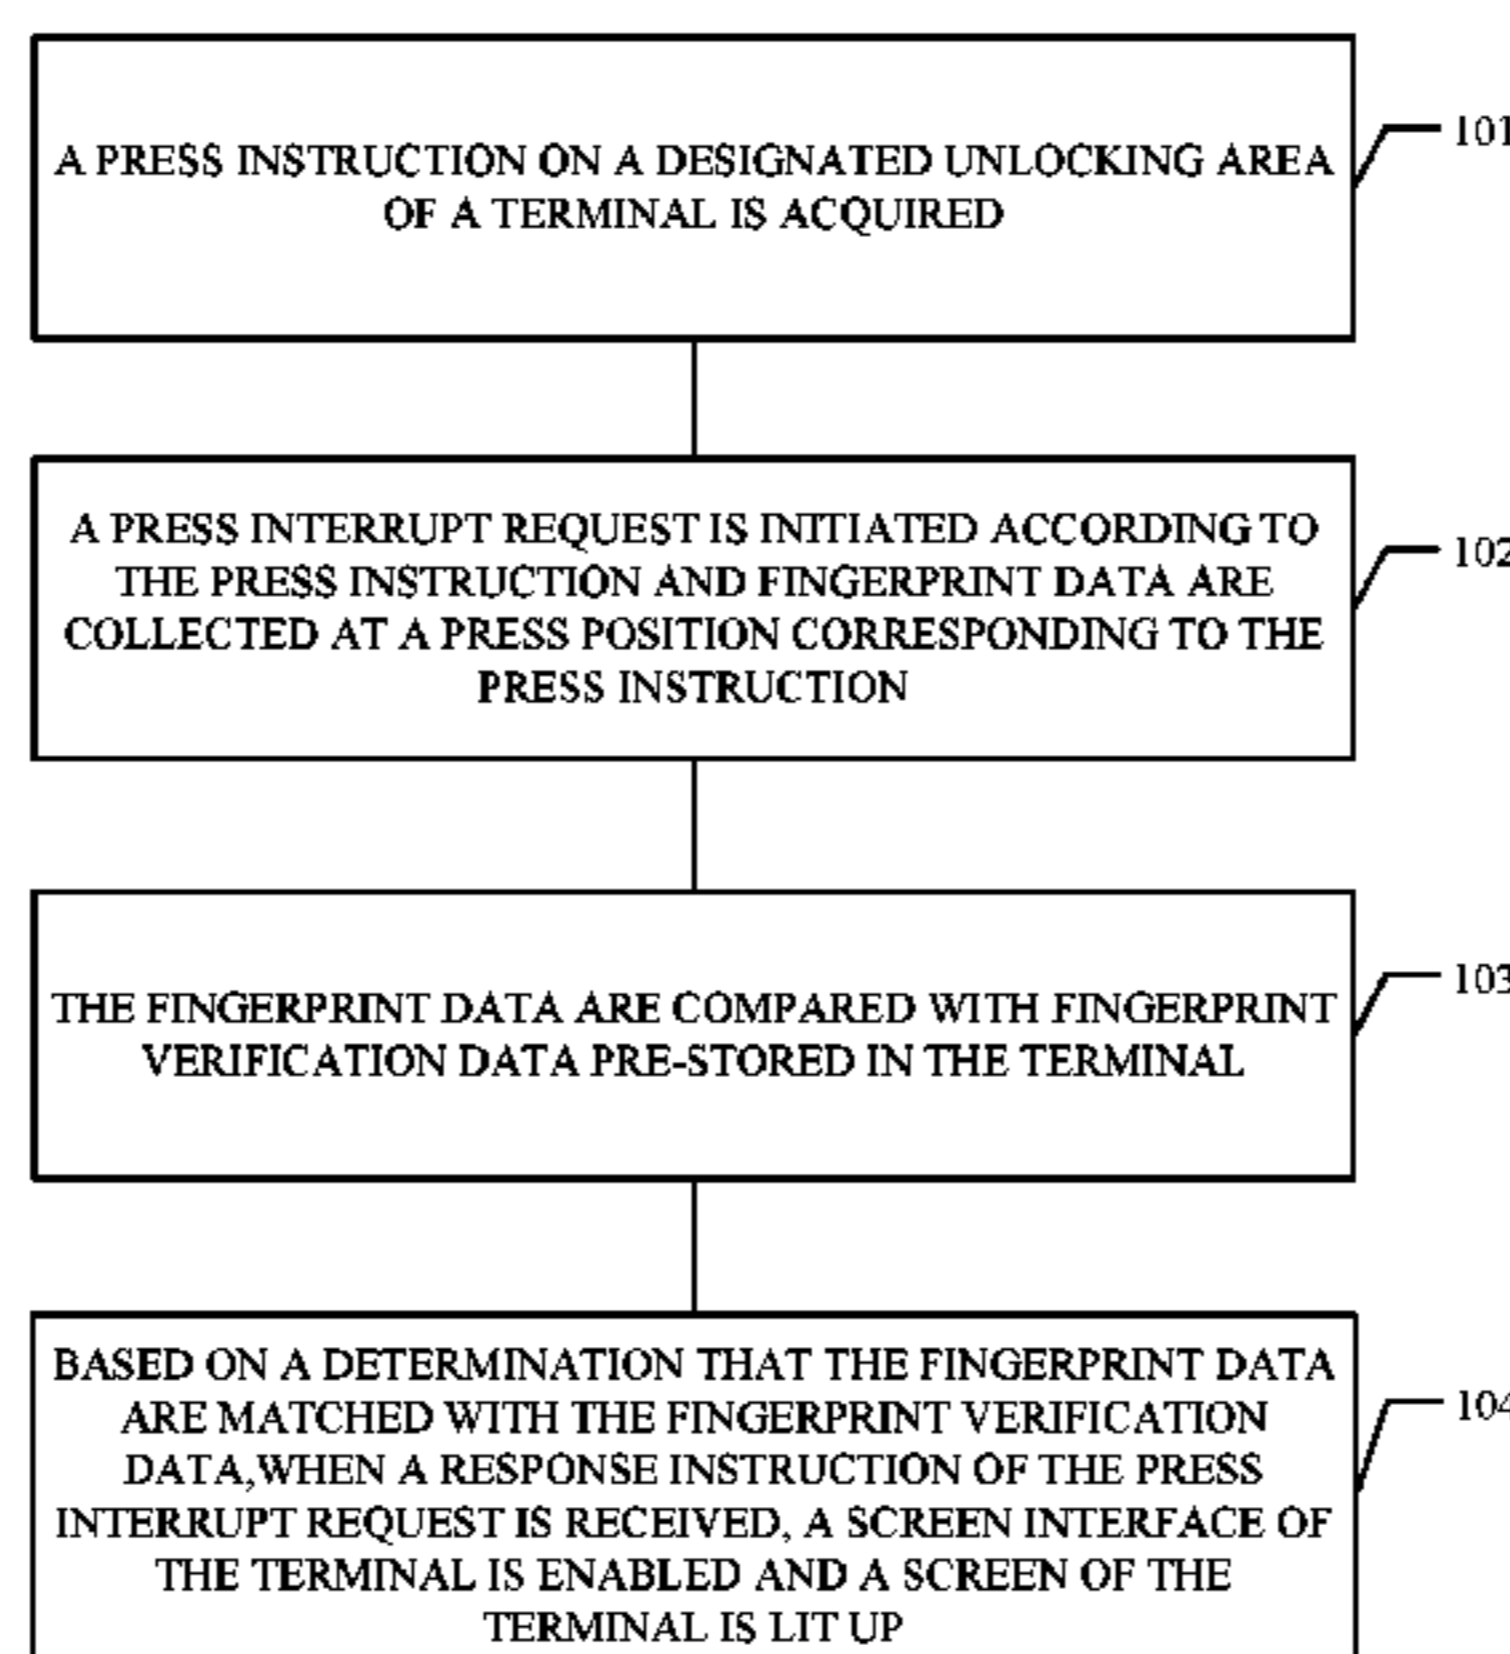 A PRESS INSTRUCTION ON A DESIGNATED UNLOCKING AREA
OF A TERMINAL IS ACQUIRED
101
A PRESS INTERRUPT REQUEST IS INITIATED ACCORDING TO
THE PRESS INSTRUCTION AND FINGERPRINT DATA ARE
COLLECTED AT A PRESS POSITION CORRESPONDING TO THE
PRESS INSTRUCTION
102
THE FINGERPRINT DATA ARE COMPARED WITH FINGERPRINT
VERIFICATION DATA PRE-STORED IN THE TERMINAL
103
BASED ON A DETERMINATION THAT THE FINGERPRINT DATA
ARE MATCHED WITH THE FINGERPRINT VERIFICATION
DATA,WHEN A RESPONSE INSTRUCTION OF THE PRESS
INTERRUPT REQUEST IS RECEIVED, A SCREEN INTERFACE OF
THE TERMINAL IS ENABLED AND A SCREEN OF THE
TERMINAL IS LIT UP
104